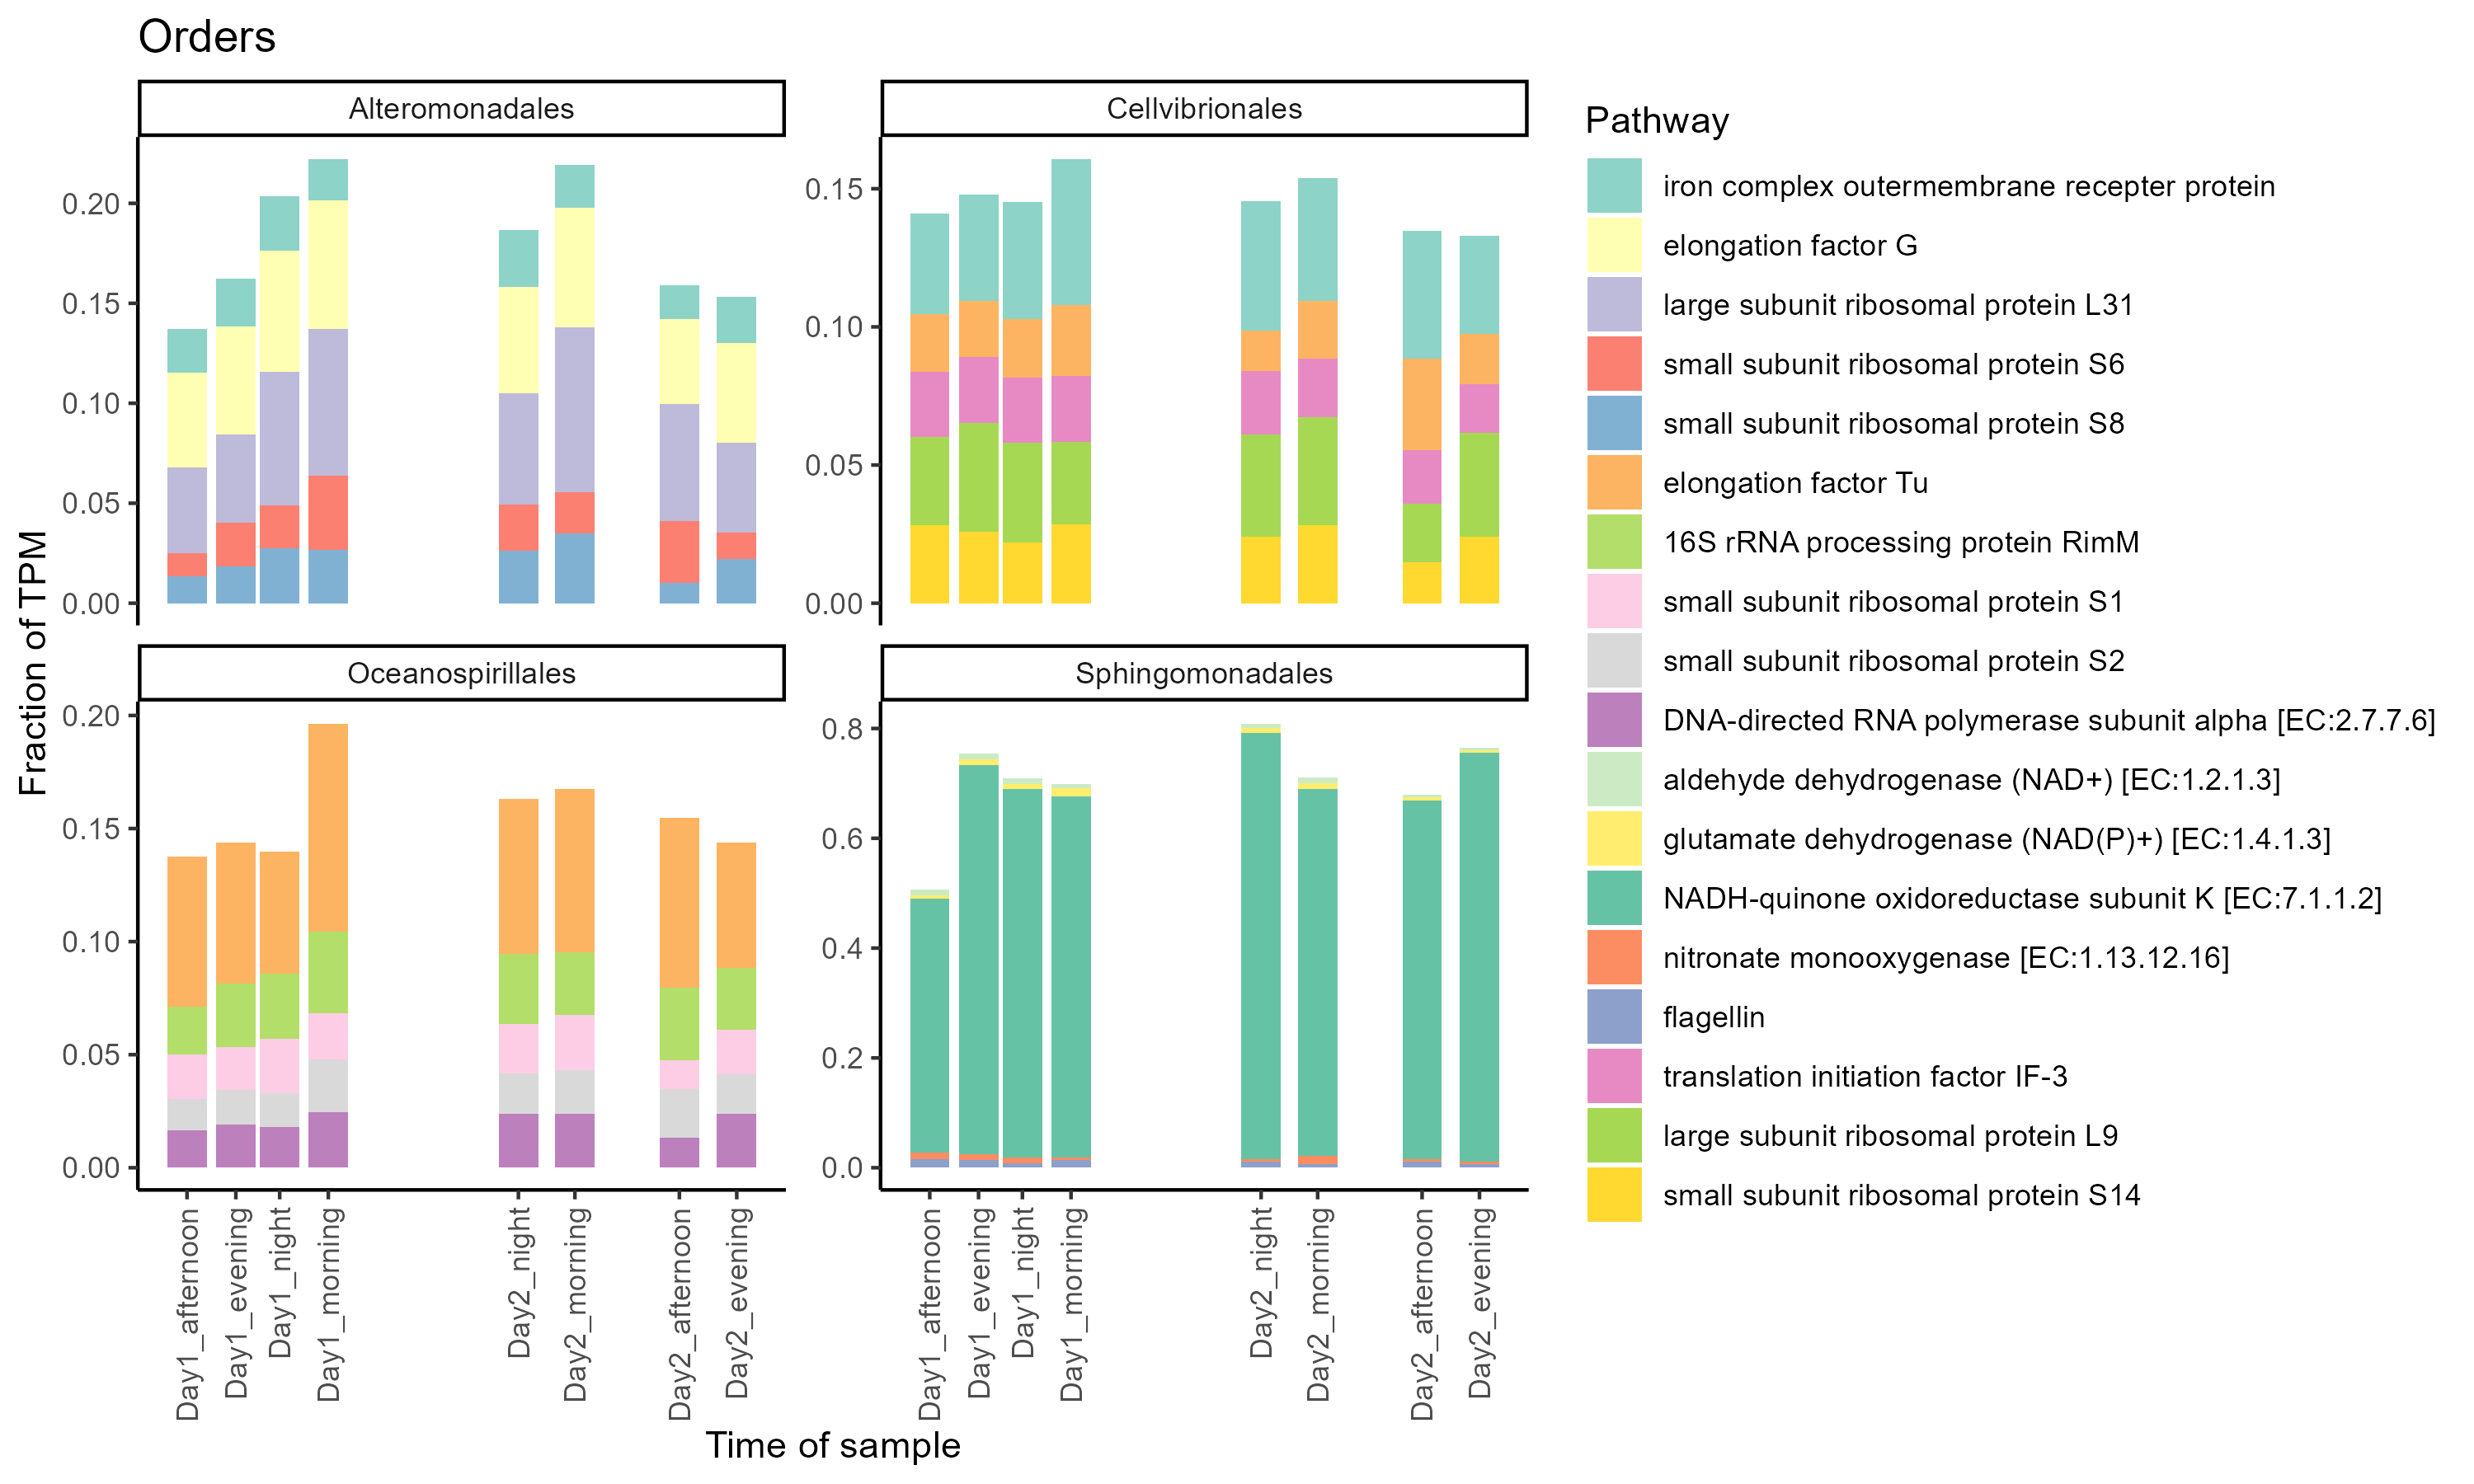 Orders
Alteromonadales
Cellvibrionales
Pathway
iron complex outermembrane recepter protein
elongation factor G
large subunit ribosomal protein L31
small subunit ribosomal protein S6
small subunit ribosomal protein S8
elongation factor Tu
16S rRNA processing protein RimM
small subunit ribosomal protein S1
small subunit ribosomal protein S2
DNA-directed RNA polymerase subunit alpha [EC:2.7.7.6]
aldehyde dehydrogenase (NAD+) [EC:1.2.1.3]
glutamate dehydrogenase (NAD(P)+) [EC:1.4.1.3]
NADH-quinone oxidoreductase subunit K [EC:7.1.1.2]
nitronate monooxygenase [EC:1.13.12.16]
flagellin
translation initiation factor IF-3
large subunit ribosomal protein L9
small subunit ribosomal protein S14
0.20
0.15
0.10
0.05
0.00
0.15
0.10
0.05
0.00
Fraction of TPM
Oceanospirillales
Sphingomonadales
0.20
0.15
0.10
0.05
0.00
0.8
0.6
0.4
0.2
0.0
Day1_afternoon
Day1_evening
Day1_night
Day1_morning
Day2_night
Day2_morning
Day2_afternoon
Day2_evening
Day1_afternoon
Day1_evening
Day1_night
Day1_morning
Day2_night
Day2_morning
Day2_afternoon
Day2_evening
Time of sample